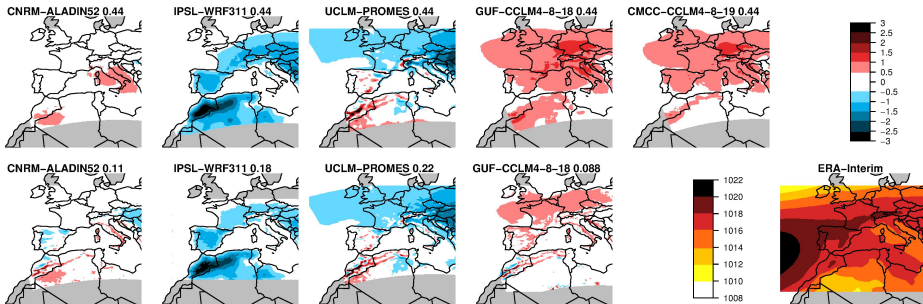 CNRM−ALADIN52 0.44
IPSL−WRF311 0.44
UCLM−PROMES 0.44
GUF−CCLM4−8−18 0.44
CMCC−CCLM4−8−19 0.44
3
2.5
2
1.5
1
0.5
0
−0.5
−1
−1.5
−2
−2.5
−3
CNRM−ALADIN52 0.11
IPSL−WRF311 0.18
UCLM−PROMES 0.22
GUF−CCLM4−8−18 0.088
ERA−Interim
1022
1020
1018
1016
1014
1012
1010
1008